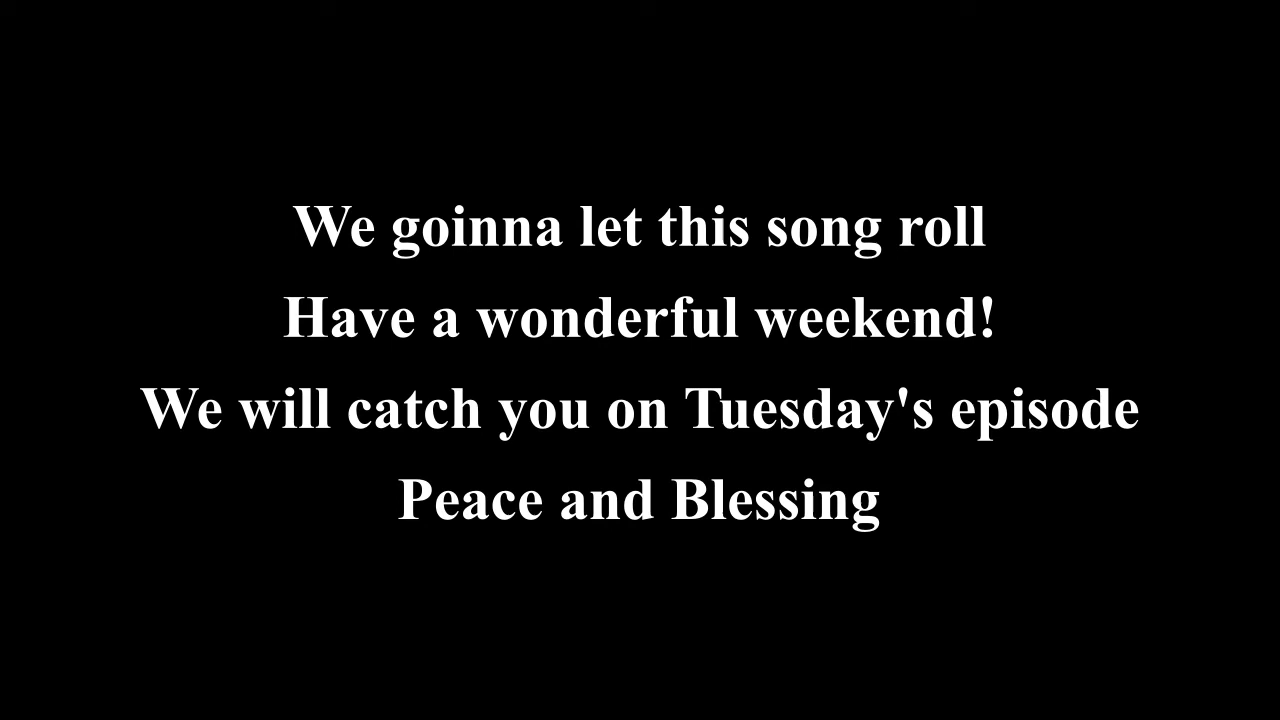 We goinna let this song roll
Have a wonderful weekend!
We will catch you on Tuesday's episode
Peace and Blessing